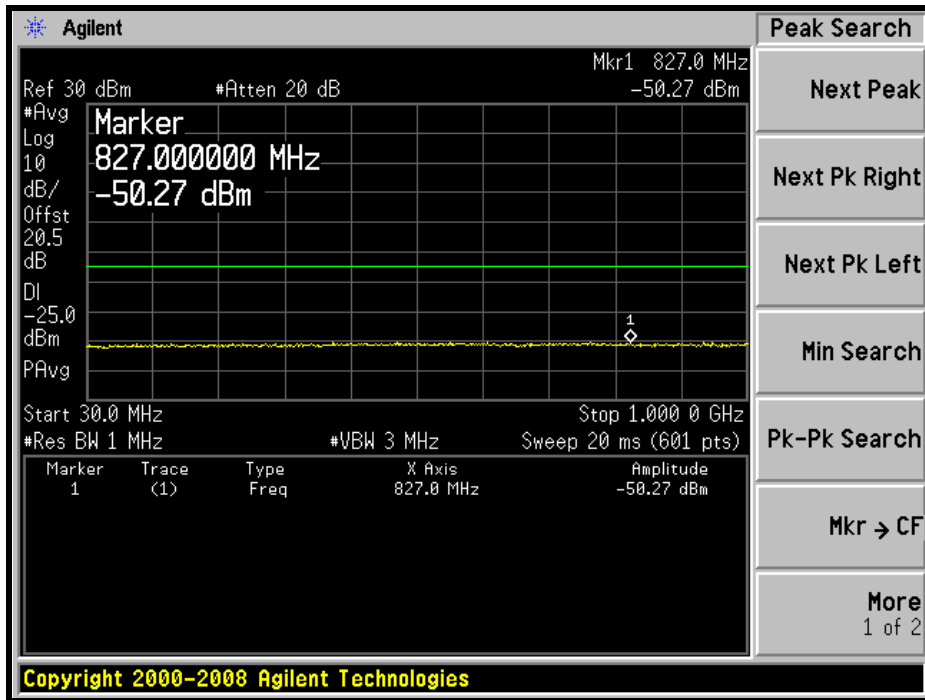 Agilent
Peak Search
Mkr1 827.0 MHz
Ref 30 dBm #Atten 20 dB -50.27 dBm
#Avg
Log
10
dB/
Offst
20.5
dB
DI
-25.0
dBm
PAvg
Marker
827.000000 MHz
-50.27 dBm
1
Start 30.0 MHz Stop 1.000 0 GHz
#Res BW 1 MHz #VBW 3 MHz Sweep 20 ms (601 pts)
Marker Trace Type X Axis Amplitude
1 (1) Freq 827.0 MHz -50.27 dBm
Next Peak
Next Pk Right
Next Pk Left
Min Search
Pk-Pk Search
Mkr → CF
More
1 of 2
Copyright 2000-2008 Agilent Technologies